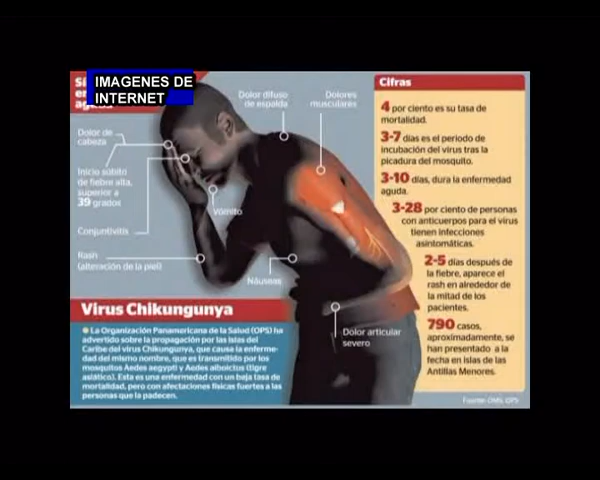 IMAGENES DE
INTERNET
Dolor de
cabeza
Inicio súbito
de fiebre alta,
superior a
39 grados
Conjuntivitis
Rash
(alteración de la piel)
Dolor difuso
de espalda
Dolores
musculares
Vómito
Náuseas
Dolor articular
severo
Virus Chikungunya
La Organización Panamericana de la Salud (OPS) ha
advertido sobre la propagación por las islas del
Caribe del virus Chikungunya, que causa la enferme-
dad del mismo nombre, que es transmitido por los
mosquitos Aedes aegypti y Aedes alboictus (tigre
asiático). Esta es una enfermedad con un baja tasa de
mortalidad, pero con afectaciones físicas fuertes a las
personas que la padecen.
Cifras
4 por ciento es su tasa de
mortalidad.
3-7 días es el periodo de
incubación del virus tras la
picadura del mosquito.
3-10 días, dura la enfermedad
aguda.
3-28 por ciento de personas
con anticuerpos para el virus
tienen infecciones
asintomáticas.
2-5 días después de
la fiebre, aparece el
rash en alrededor de
la mitad de los
pacientes.
790 casos,
aproximadamente, se
han presentado a la
fecha en islas de las
Antillas Menores.
Fuente: OMS, OPS